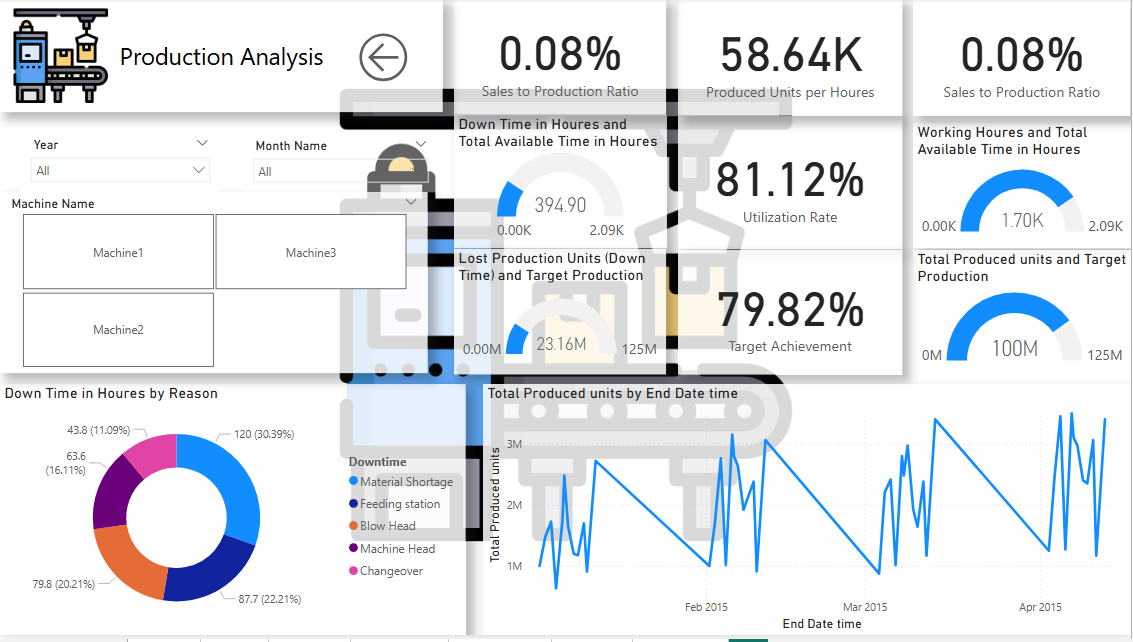 Production Analysis
0.08%
Sales to Production Ratio
58.64K
Produced Units per Houres
0.08%
Sales to Production Ratio
Year
All
Month Name
All
Machine Name
Machine1
Machine3
Machine2
Down Time in Houres and
Total Available Time in Houres
394.90
0.00K
2.09K
81.12%
Utilization Rate
Working Houres and Total
Available Time in Houres
1.70K
0.00K
2.09K
Lost Production Units (Down
Time) and Target Production
23.16M
0.00M
125M
79.82%
Target Achievement
Total Produced units and Target
Production
100M
0M
125M
Down Time in Houres by Reason
43.8 (11.09%)
120 (30.39%)
63.6
(16.11%)
79.8 (20.21%)
87.7 (22.21%)
Downtime
Material Shortage
Feeding station
Blow Head
Machine Head
Changeover
Total Produced units by End Date time
Total Produced units
3M
2M
1M
Feb 2015
Mar 2015
Apr 2015
End Date time